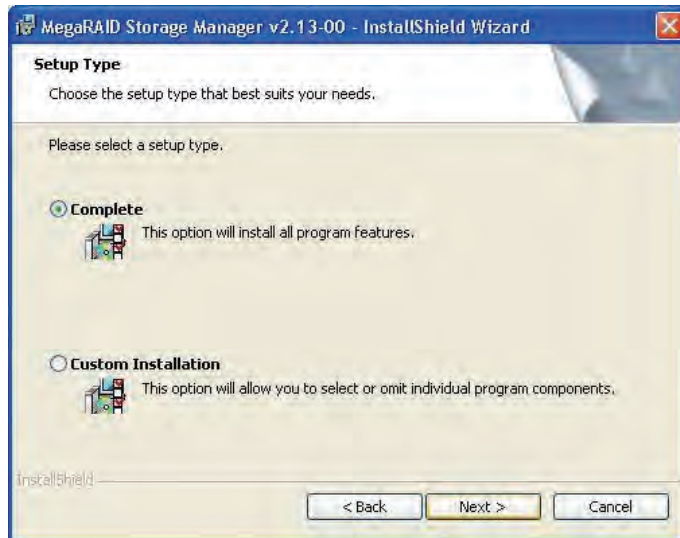 MegaRAID Storage Manager v2.13-00 - InstallShield Wizard
Setup Type
Choose the setup type that best suits your needs.
Please select a setup type.
Complete
This option will install all program features.
Custom Installation
This option will allow you to select or omit individual program components.
InstallShield
< Back
Next >
Cancel